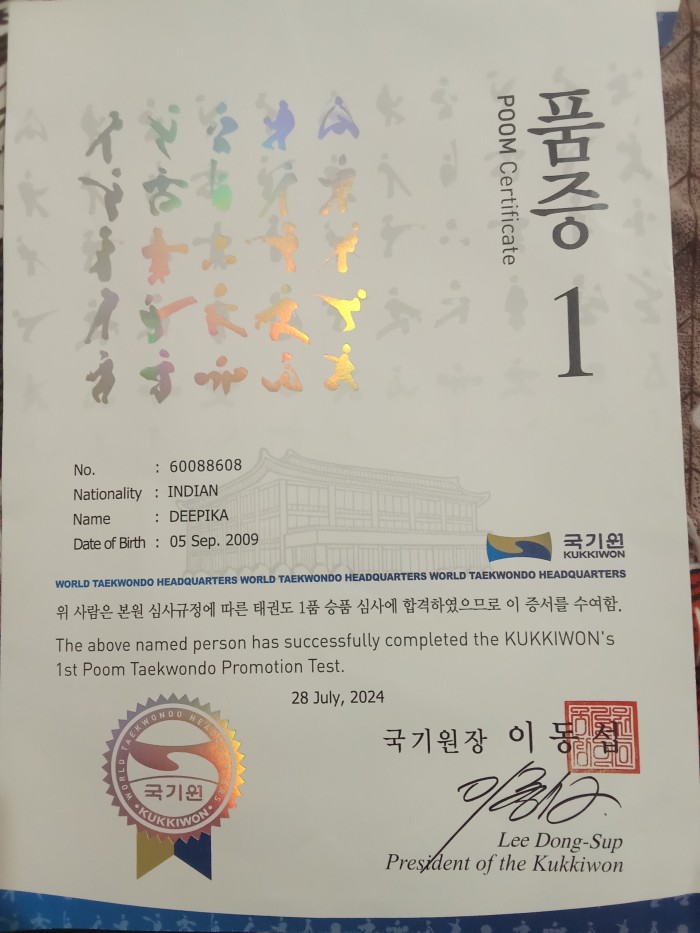 품증
POOM Certificate
1
No. : 60088608
Nationality : INDIAN
Name : DEEPIKA
Date of Birth : 05 Sep. 2009
국기원
KUKKIWON
WORLD TAEKWONDO HEADQUARTERS WORLD TAEKWONDO HEADQUARTERS WORLD TAEKWONDO HEADQUARTERS
위 사람은 본원 심사규정에 따른 태권도 1품 승품 심사에 합격하였으므로 이 증서를 수여함.
The above named person has successfully completed the KUKKIWON's
1st Poom Taekwondo Promotion Test.
28 July, 2024
WORLD TAEKWONDO HEADQUARTERS
국기원
KUKKIWON
국기원장 이동섭
Lee Dong-Sup
President of the Kukkiwon